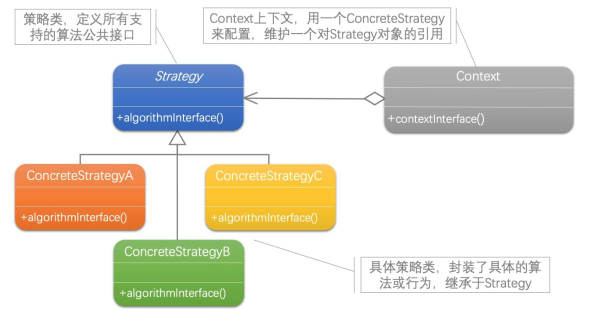 策略类，定义所有支
持的算法公共接口
Context上下文，用一个ConcreteStrategy
来配置，维护一个对Strategy对象的引用
Strategy
+algorithmInterface()
Context
+contextInterface()
ConcreteStrategyA
+algorithmInterface()
ConcreteStrategyC
+algorithmInterface()
ConcreteStrategyB
+algorithmInterface()
具体策略类，封装了具体的算
法或行为，继承于Strategy